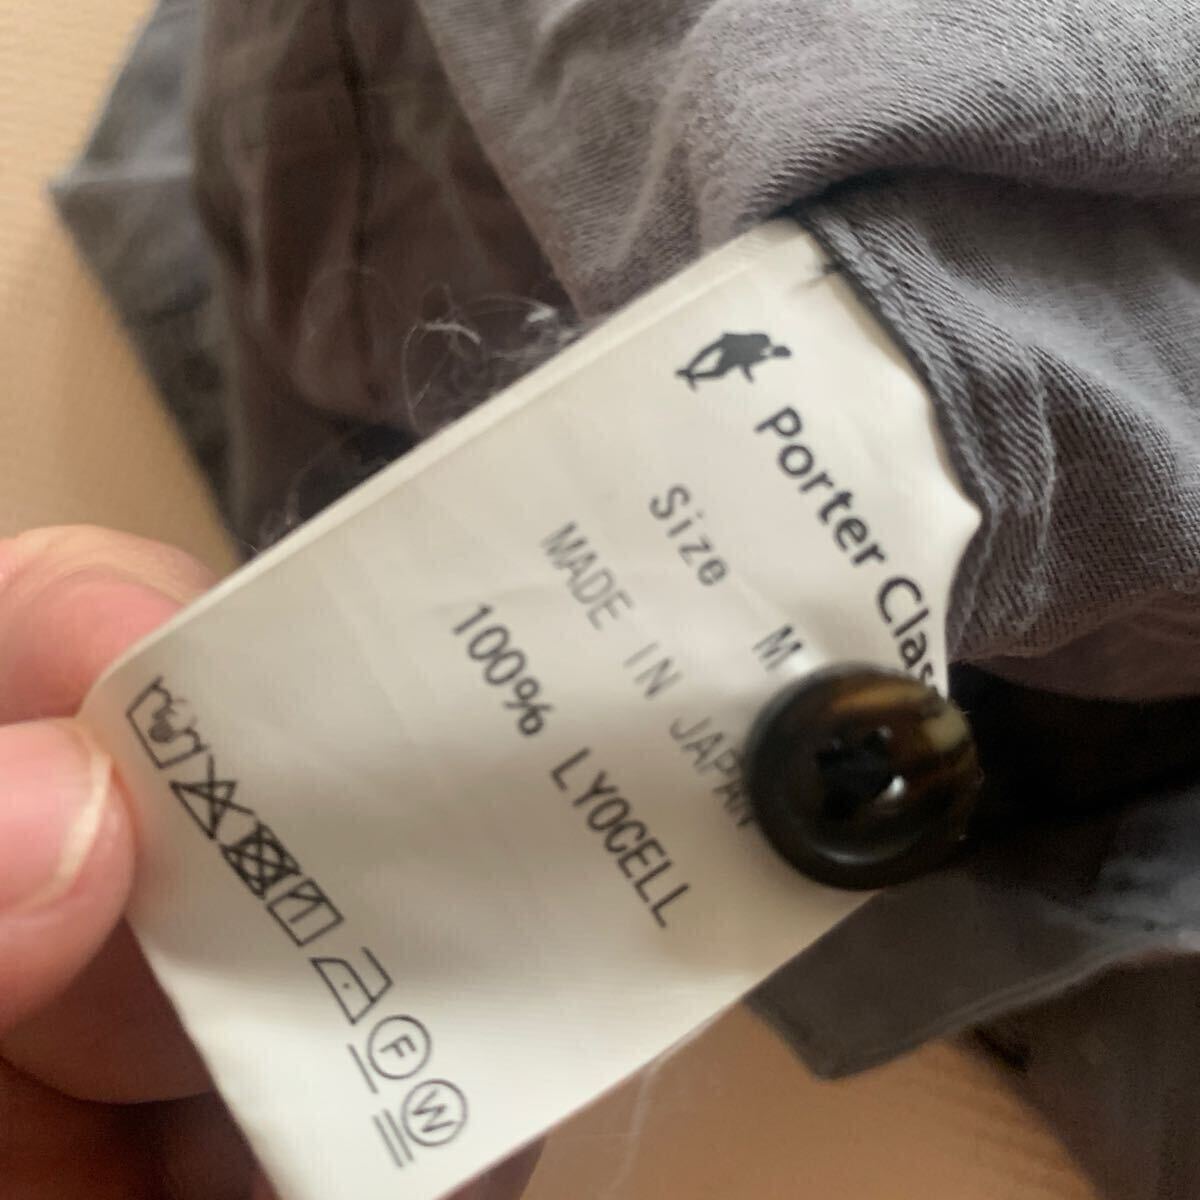 Porter Clas
Size M
MADE IN JAPAN
100% LYOCELL
F
W